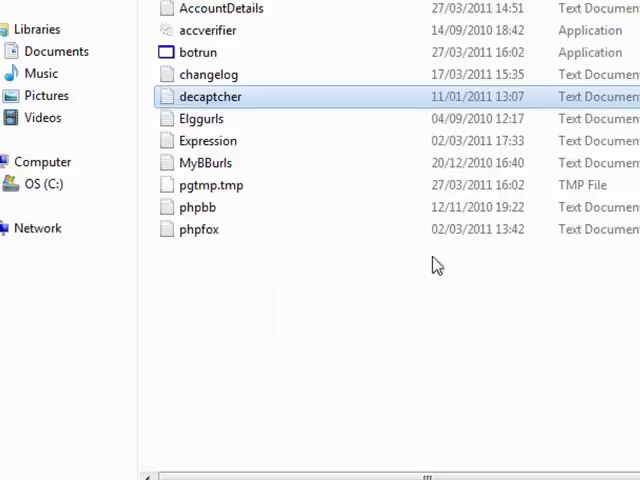 AccountDetails 27/03/2011 14:51 Text Documen
Libraries accverifier 14/09/2010 18:42 Application
Documents botrun 27/03/2011 16:02 Application
Music changelog 17/03/2011 15:35 Text Documen
Pictures decaptcher 11/01/2011 13:07 Text Documen
Videos Elggurls 04/09/2010 12:17 Text Documen
Expression 02/03/2011 17:33 Text Documen
Computer MyBBurls 20/12/2010 16:40 Text Documen
OS (C:) pgtmp.tmp 27/03/2011 16:02 TMP File
phpbb 12/11/2010 19:22 Text Documen
Network phpfox 02/03/2011 13:42 Text Documen